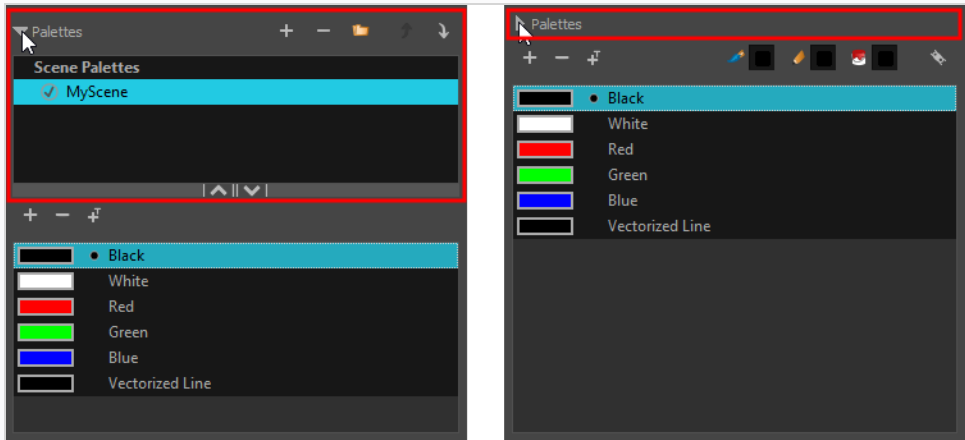 Palettes
Scene Palettes
MyScene
Black
White
Red
Green
Blue
Vectorized Line
Palettes
Black
White
Red
Green
Blue
Vectorized Line